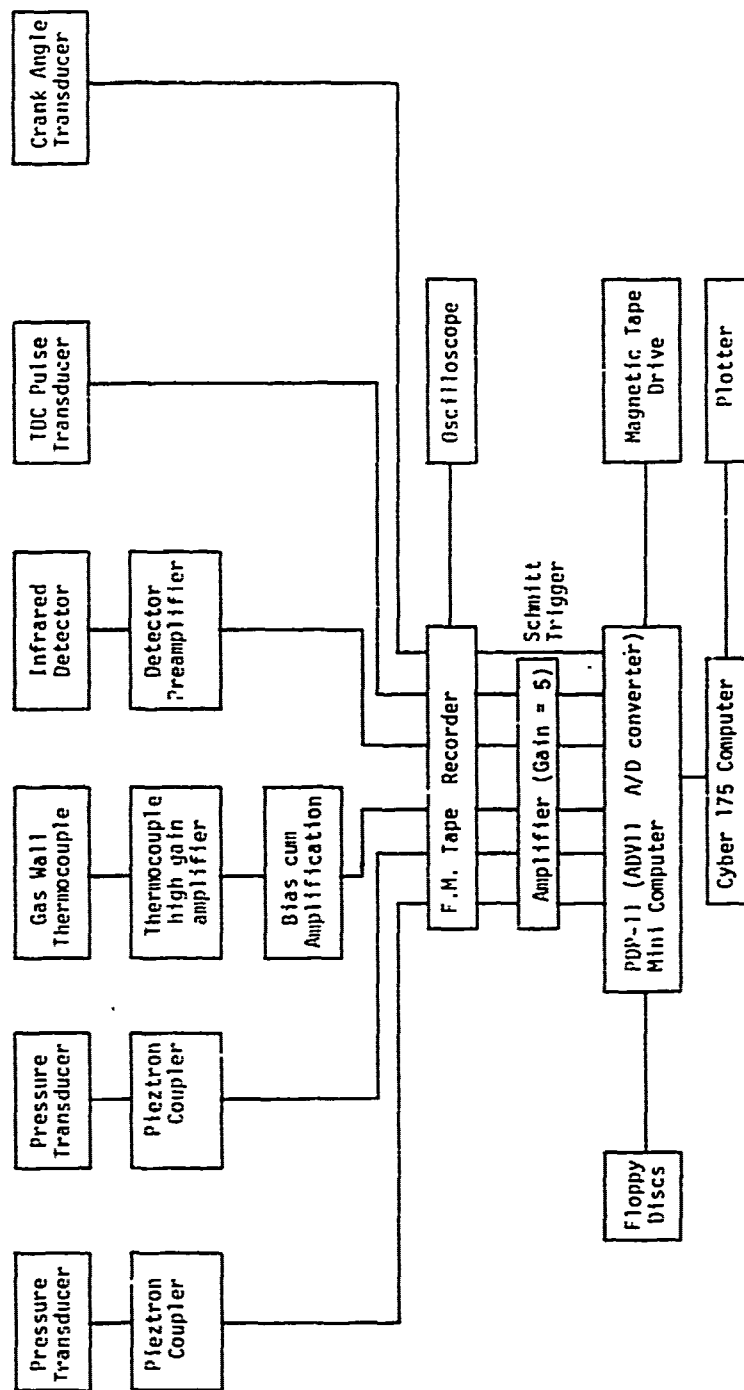 Pressure
Transducer
Pressure
Transducer
Gas Wall
Thermocouple
Infrared
Detector
TDC Pulse
Transducer
Crank Angle
Transducer
Pieztron
Coupler
Pieztron
Coupler
Thermocouple
high gain
amplifier
Detector
Preamplifier
Bias cum
Amplification
F.M. Tape Recorder
Oscilloscope
Amplifier (Gain = 5)
Schmitt
Trigger
Floppy
Discs
PDP-11 (ADV11 A/D converter)
Mini Computer
Magnetic Tape
Drive
Cyber 175 Computer
Plotter